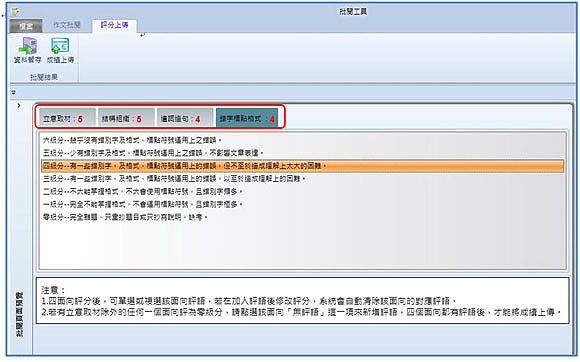 批閱工具
檔案 作文批閱 評分上傳
資料暫存 成績上傳
批閱結果
立意取材：5 結構組織：5 遣詞造句：4 錯字標點格式 ：4
六級分--幾乎沒有錯別字及格式、標點符號運用上之錯誤。
五級分--少有錯別字及格式、標點符號運用上之錯誤，不影響文章表達。
四級分--有一些錯別字，及格式、標點符號運用上的錯誤，但不至於造成理解上太大的困難。
三級分--有一些錯別字，及格式、標點符號運用上的錯誤，以至於造成理解上的困難。
二級分--不太能掌握格式，不太會使用標點符號，且錯別字頗多。
一級分--完全不能掌握格式，不會運用標點符號，且錯別字極多。
零級分--完全離題、只重抄題目或只抄寫說明、缺考。
批閱頁面預覽
注意：
1.四面向評分後，可單選或複選該面向評語，若在加入評語後修改評分，系統會自動清除該面向的對應評語。
2.若有立意取材除外的任何一個面向評為零級分，請點選該面向「無評語」這一項來新增評語，四個面向都有評語後，才能將成績上傳。